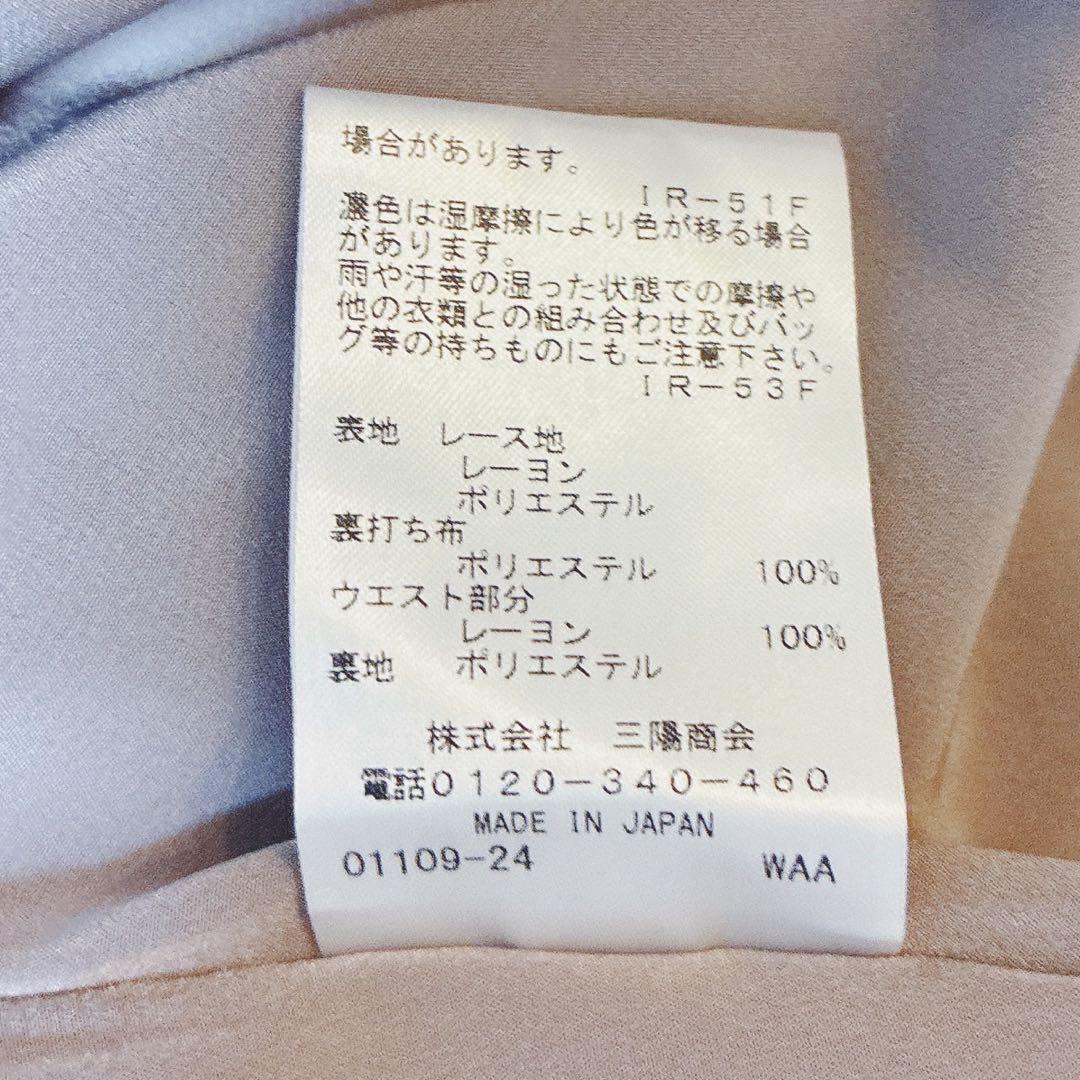 場合があります。
ＩＲ−５１Ｆ
濃色は湿摩擦により色が移る場合
があります。
雨や汗等の湿った状態での摩擦や
他の衣類との組み合わせ及びバッ
グ等の持ちものにもご注意下さい。
ＩＲ−５３Ｆ
表地　レース地
レーヨン
ポリエステル
裏打ち布
ポリエステル　100%
ウエスト部分
レーヨン　100%
裏地　ポリエステル
株式会社　三陽商会
電話０１２０−３４０−４６０
MADE IN JAPAN
01109-24　WAA